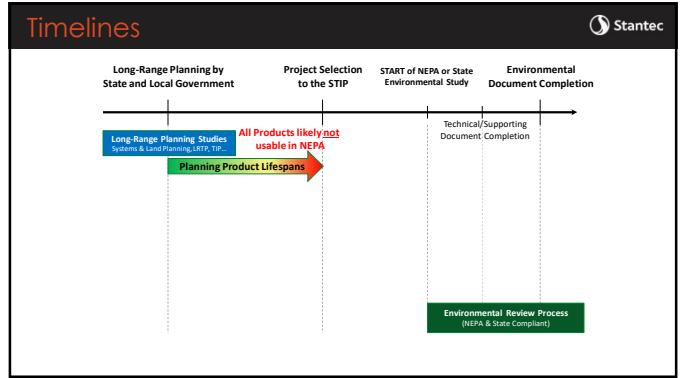 Timelines
Stantec
Long-Range Planning by
State and Local Government
Project Selection
to the STIP
START of NEPA or State
Environmental Study
Environmental
Document Completion
Technical/Supporting
Document Completion
Long-Range Planning Studies
Systems & Land Planning, LRTP, TIP...
All Products likely not
usable in NEPA
Planning Product Lifespans
Environmental Review Process
(NEPA & State Compliant)